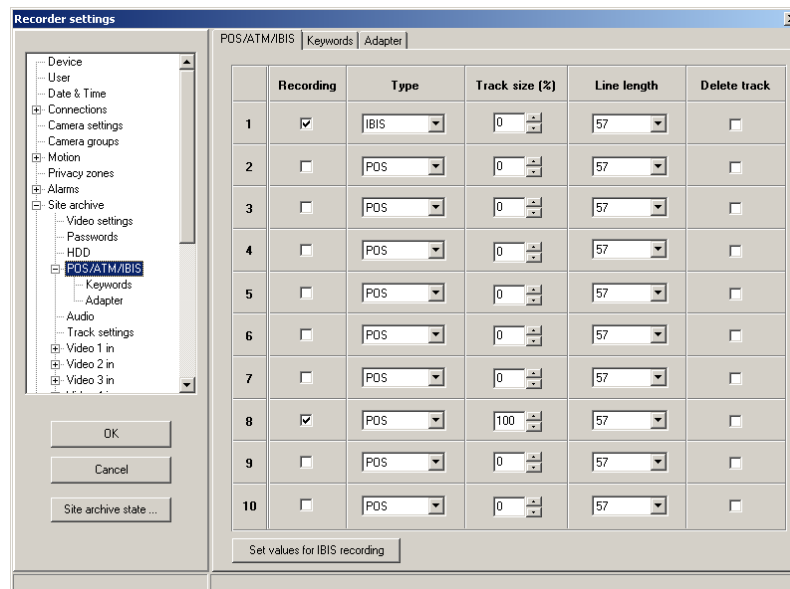 Recorder settings
Device
User
Date & Time
Connections
Camera settings
Camera groups
Motion
Privacy zones
Alarms
Site archive
Video settings
Passwords
HDD
POS/ATM/IBIS
Keywords
Adapter
Audio
Track settings
Video 1 in
Video 2 in
Video 3 in
OK
Cancel
Site archive state ...
POS/ATM/IBIS Keywords Adapter
Recording Type Track size (%) Line length Delete track
1 IBIS 0 57
2 POS 0 57
3 POS 0 57
4 POS 0 57
5 POS 0 57
6 POS 0 57
7 POS 0 57
8 POS 100 57
9 POS 0 57
10 POS 0 57
Set values for IBIS recording